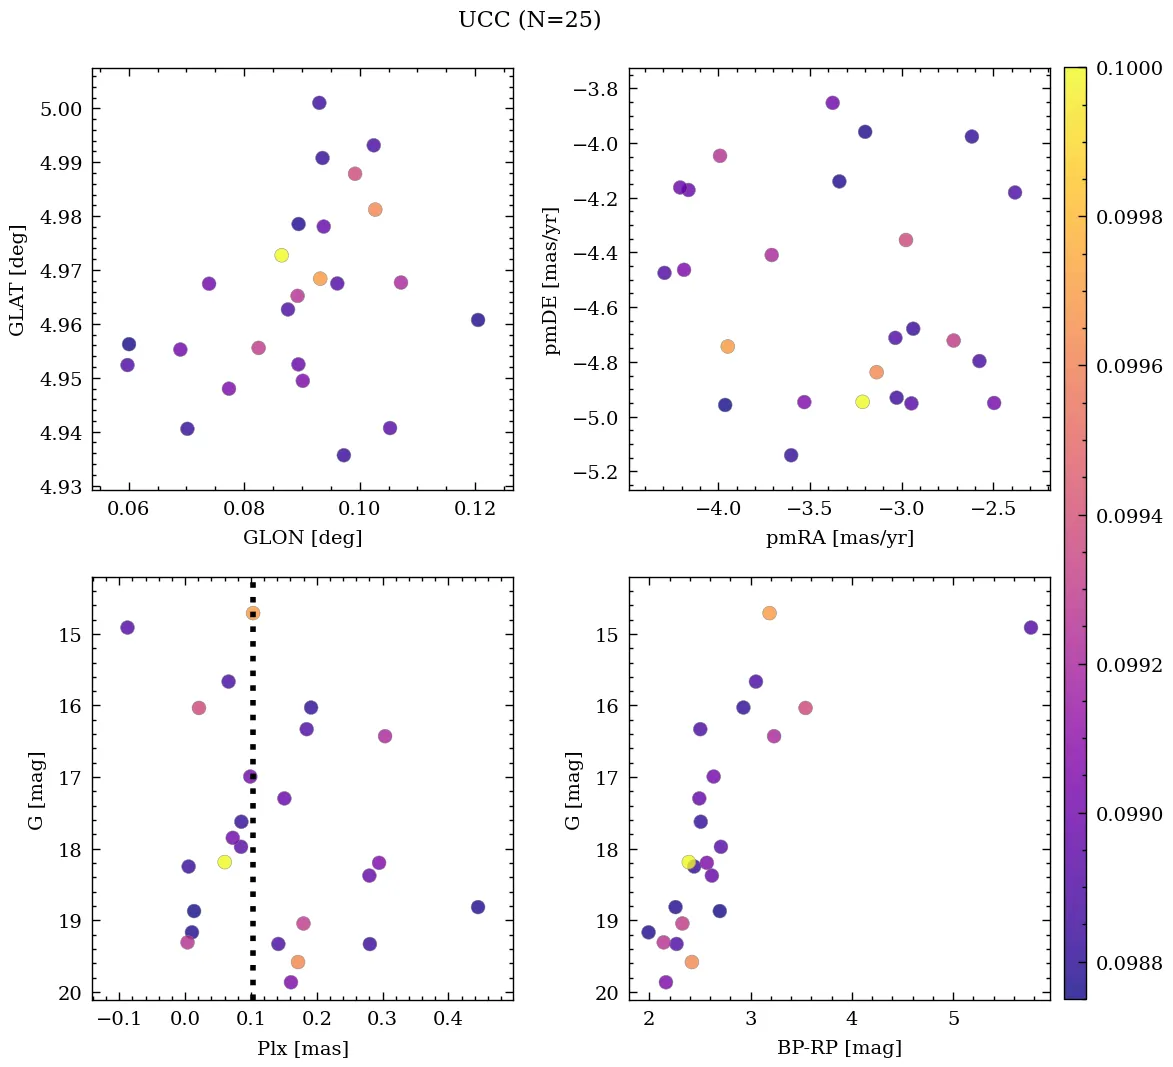 UCC (N=25)
5.00
4.99
4.98
4.97
4.96
4.95
4.94
4.93
GLAT [deg]
0.06 0.08 0.10 0.12
GLON [deg]
−3.8
−4.0
−4.2
−4.4
−4.6
−4.8
−5.0
−5.2
pmDE [mas/yr]
−4.0 −3.5 −3.0 −2.5
pmRA [mas/yr]
15
16
17
18
19
20
G [mag]
−0.1 0.0 0.1 0.2 0.3 0.4
Plx [mas]
15
16
17
18
19
20
G [mag]
2 3 4 5
BP-RP [mag]
0.1000
0.0998
0.0996
0.0994
0.0992
0.0990
0.0988